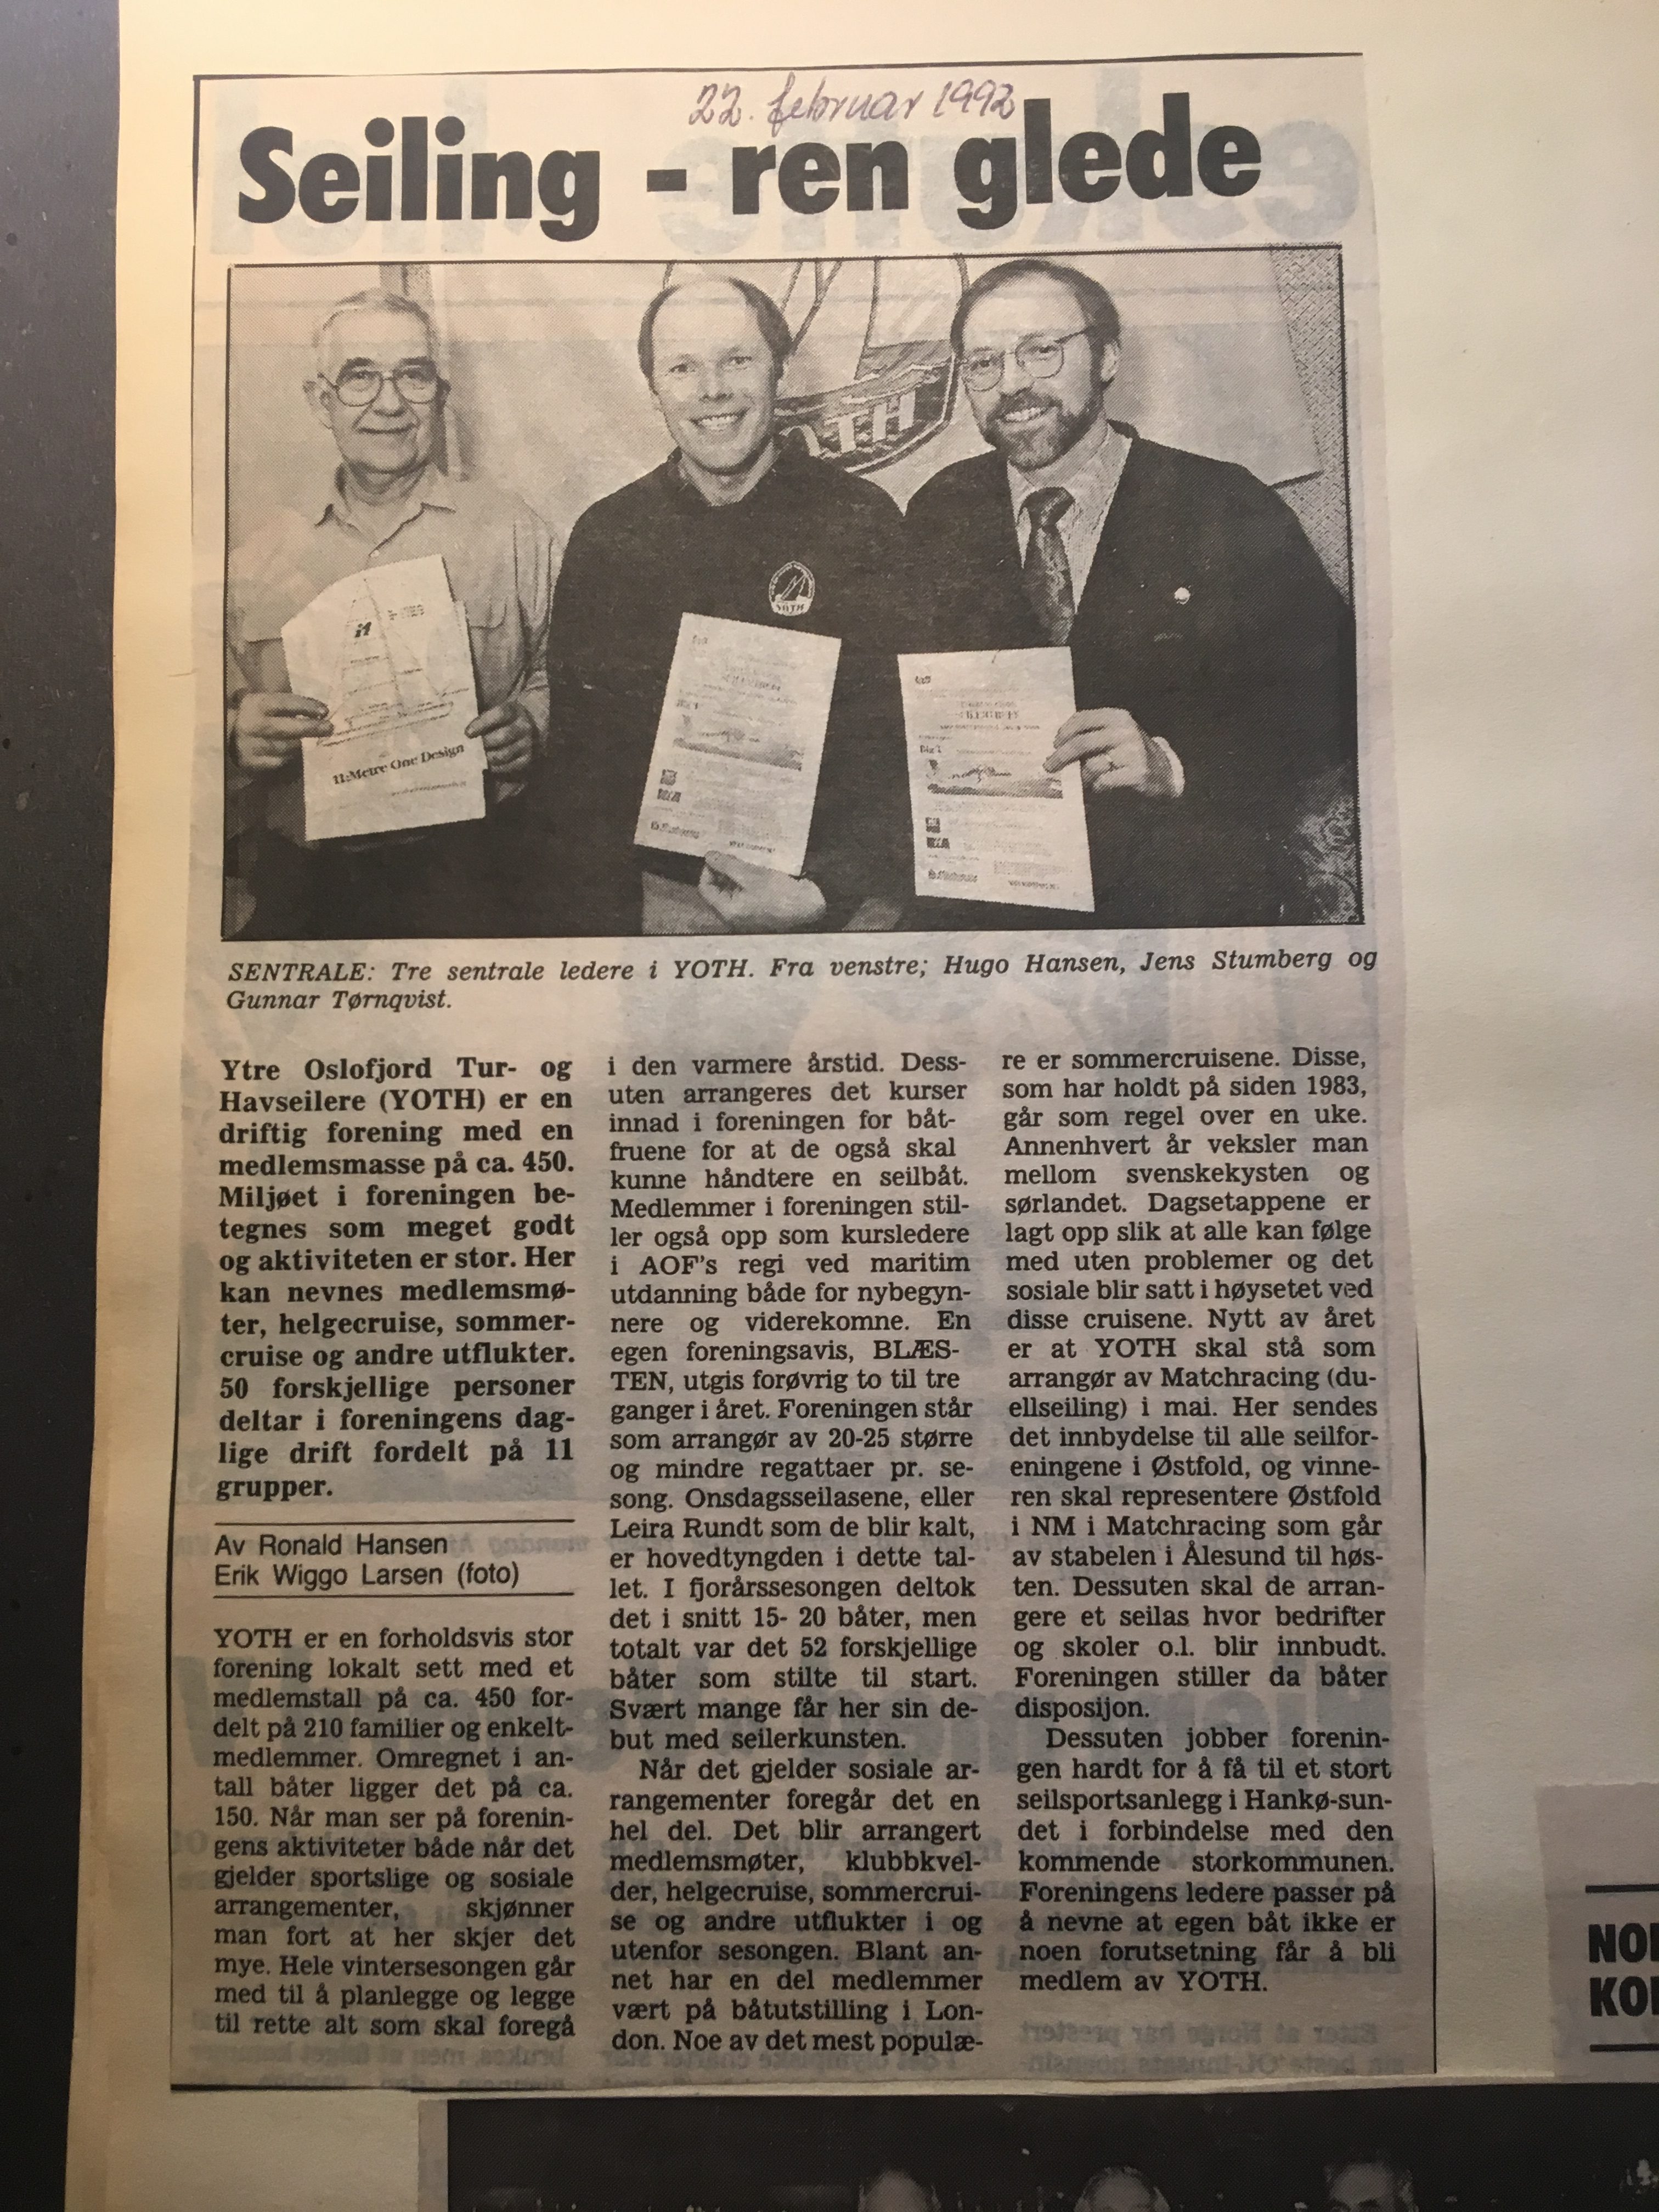 22. februar 1992
Seiling - ren glede
YOTH
11:Metre One Design
SENTRALE: Tre sentrale ledere i YOTH. Fra venstre; Hugo Hansen, Jens Stumberg og
Gunnar Tørnqvist.
Ytre Oslofjord Tur- og
Havseilere (YOTH) er en
driftig forening med en
medlemsmasse på ca. 450.
Miljøet i foreningen be-
tegnes som meget godt
og aktiviteten er stor. Her
kan nevnes medlemsmø-
ter, helgecruise, sommer-
cruise og andre utflukter.
50 forskjellige personer
deltar i foreningens dag-
lige drift fordelt på 11
grupper.
Av Ronald Hansen
Erik Wiggo Larsen (foto)
YOTH er en forholdsvis stor
forening lokalt sett med et
medlemstall på ca. 450 for-
delt på 210 familier og enkelt-
medlemmer. Omregnet i an-
tall båter ligger det på ca.
150. Når man ser på forenin-
gens aktiviteter både når det
gjelder sportslige og sosiale
arrangementer, skjønner
man fort at her skjer det
mye. Hele vintersesongen går
med til å planlegge og legge
til rette alt som skal foregå
i den varmere årstid. Dess-
uten arrangeres det kurser
innad i foreningen for båt-
fruene for at de også skal
kunne håndtere en seilbåt.
Medlemmer i foreningen stil-
ler også opp som kursledere
i AOF's regi ved maritim
utdanning både for nybegyn-
nere og viderekomne. En
egen foreningsavis, BLÆS-
TEN, utgis forøvrig to til tre
ganger i året. Foreningen står
som arrangør av 20-25 større
og mindre regattaer pr. se-
song. Onsdagsseilasene, eller
Leira Rundt som de blir kalt,
er hovedtyngden i dette tal-
let. I fjorårssesongen deltok
det i snitt 15- 20 båter, men
totalt var det 52 forskjellige
båter som stilte til start.
Svært mange får her sin de-
but med seilerkunsten.
Når det gjelder sosiale ar-
rangementer foregår det en
hel del. Det blir arrangert
medlemsmøter, klubbkvel-
der, helgecruise, sommercrui-
se og andre utflukter i og
utenfor sesongen. Blant an-
net har en del medlemmer
vært på båtutstilling i Lon-
don. Noe av det mest populæ-
re er sommercruisene. Disse,
som har holdt på siden 1983,
går som regel over en uke.
Annenhvert år veksler man
mellom svenskekysten og
sørlandet. Dagsetappene er
lagt opp slik at alle kan følge
med uten problemer og det
sosiale blir satt i høysetet ved
disse cruisene. Nytt av året
er at YOTH skal stå som
arrangør av Matchracing (du-
ellseiling) i mai. Her sendes
det innbydelse til alle seilfor-
eningene i Østfold, og vinne-
ren skal representere Østfold
i NM i Matchracing som går
av stabelen i Ålesund til høs-
ten. Dessuten skal de arran-
gere et seilas hvor bedrifter
og skoler o.l. blir innbudt.
Foreningen stiller da båter
disposijon.
Dessuten jobber forenin-
gen hardt for å få til et stort
seilsportsanlegg i Hankø-sun-
det i forbindelse med den
kommende storkommunen.
Foreningens ledere passer på
å nevne at egen båt ikke er
noen forutsetning får å bli
medlem av YOTH.